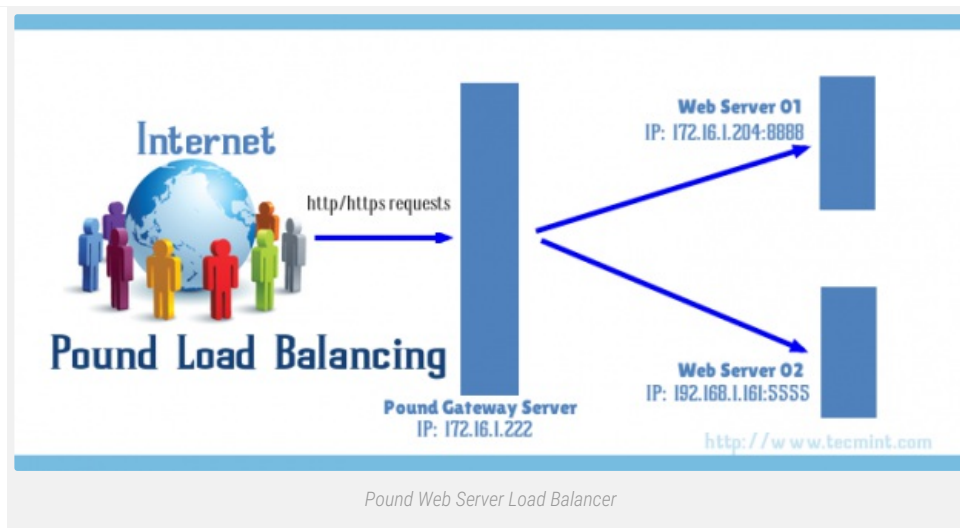 Internet
http/https requests
Pound Load Balancing
Pound Gateway Server
IP: 172.16.1.222
Web Server 01
IP: 172.16.1.204:8888
Web Server 02
IP: 192.168.1.161:5555
http://www.tecmint.com
Pound Web Server Load Balancer